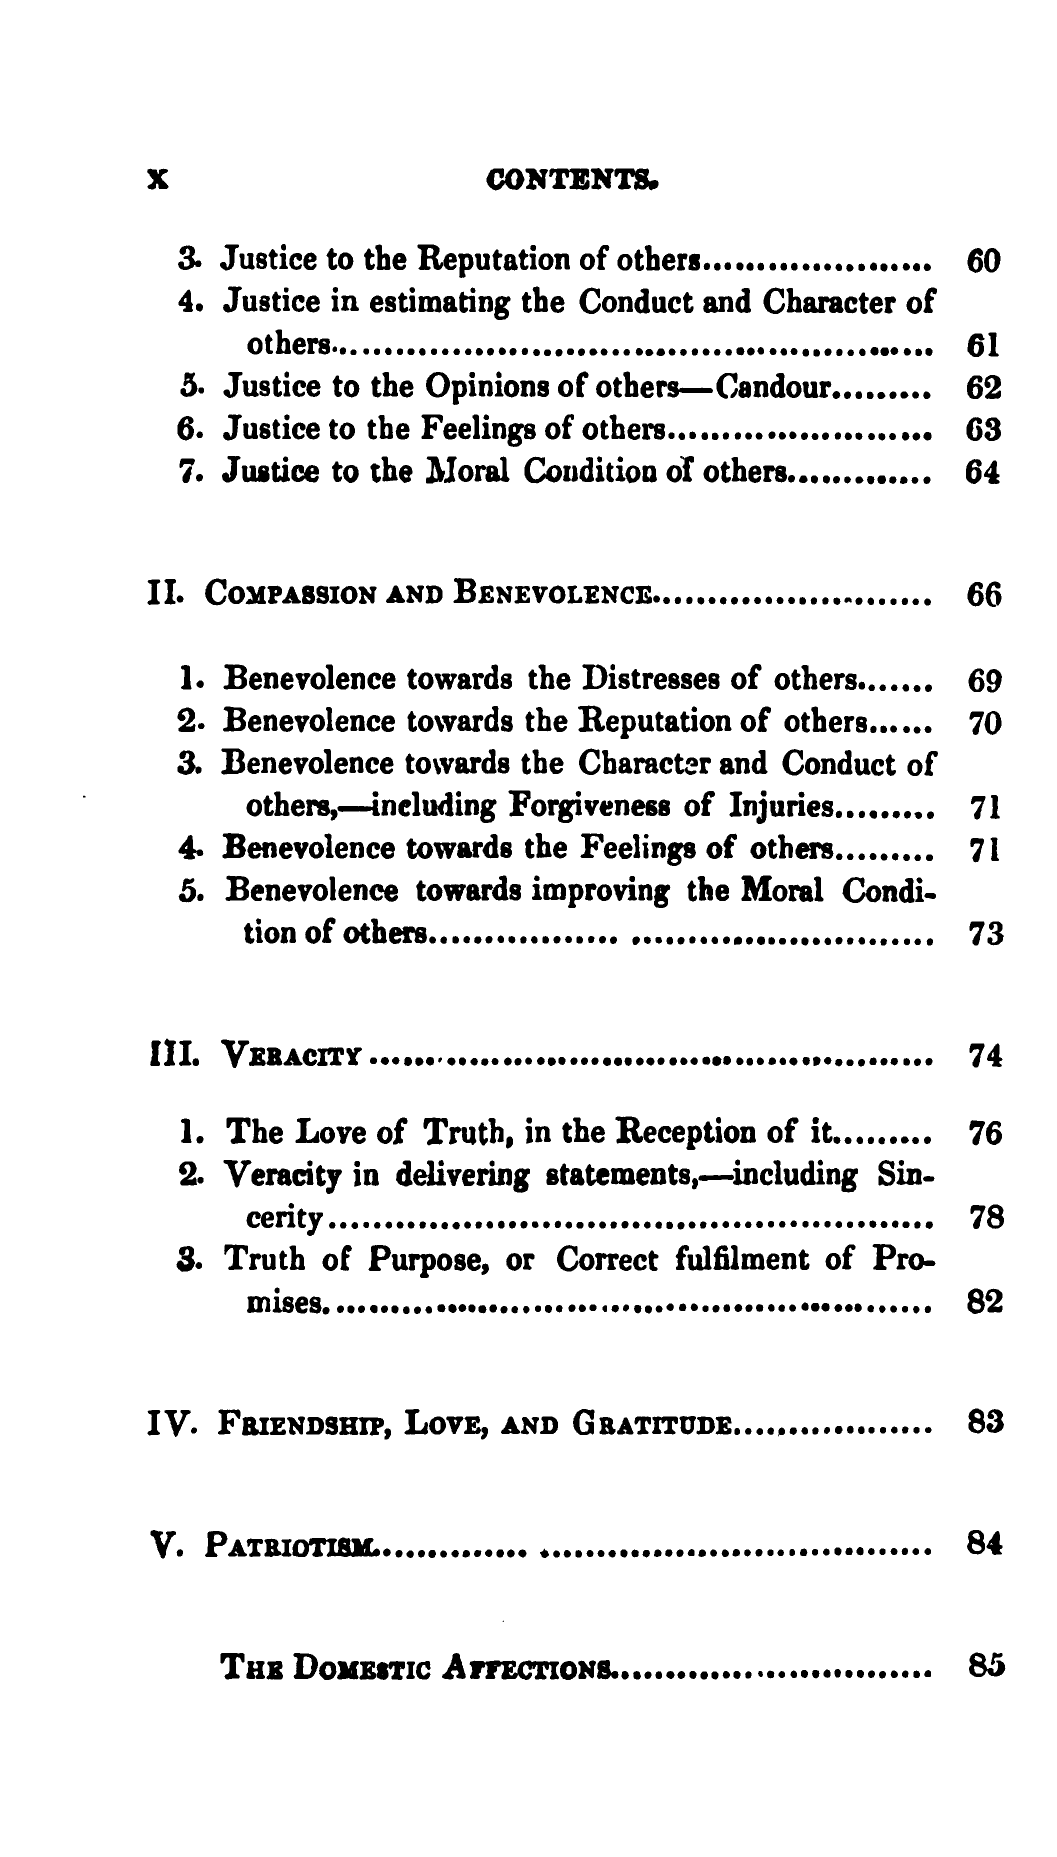 x CONTENTS.
3. Justice to the Reputation of others..................... 60
4. Justice in estimating the Conduct and Character of
others...................................................... 61
5. Justice to the Opinions of others—Candour......... 62
6. Justice to the Feelings of others........................ 63
7. Justice to the Moral Condition of others............. 64
II. COMPASSION AND BENEVOLENCE.......................... 66
1. Benevolence towards the Distresses of others....... 69
2. Benevolence towards the Reputation of others...... 70
3. Benevolence towards the Character and Conduct of
others,—including Forgiveness of Injuries......... 71
4. Benevolence towards the Feelings of others......... 71
5. Benevolence towards improving the Moral Condi-
tion of others................. ........................... 73
III. VERACITY .................................................. 74
1. The Love of Truth, in the Reception of it......... 76
2. Veracity in delivering statements,—including Sin-
cerity...................................................... 78
3. Truth of Purpose, or Correct fulfilment of Pro-
mises....................................................... 82
IV. FRIENDSHIP, LOVE, AND GRATITUDE.................. 83
V. PATRIOTISM.............. ................................... 84
THE DOMESTIC AFFECTIONS............................. 85